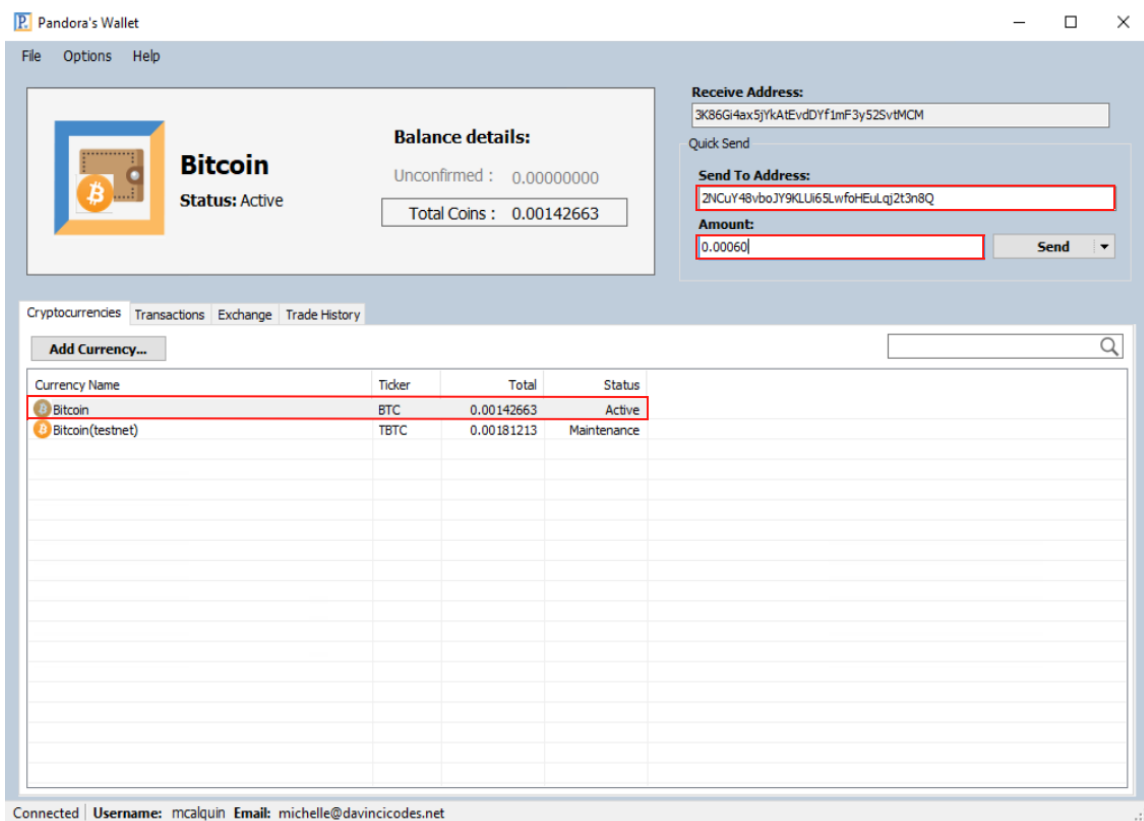 Pandora's Wallet
File Options Help
Bitcoin
Status: Active
Balance details:
Unconfirmed : 0.00000000
Total Coins : 0.00142663
Receive Address:
3K86Gi4ax5jYkAtEvdDYf1mF3y52SvtMCM
Quick Send
Send To Address:
2NCuY48vboJY9KLUi65LwfoHEuLqj2t3n8Q
Amount:
0.00060
Send
Cryptocurrencies Transactions Exchange Trade History
Add Currency...
Currency Name Ticker Total Status
Bitcoin BTC 0.00142663 Active
Bitcoin(testnet) TBTC 0.00181213 Maintenance
Connected Username: mcalquin Email: michelle@davincicodes.net